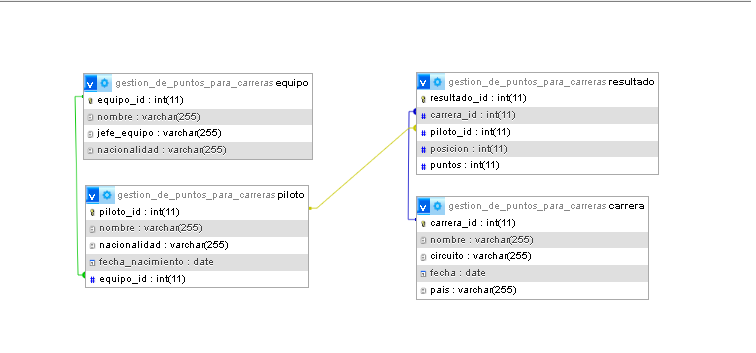 gestion_de_puntos_para_carreras equipo
equipo_id : int(11)
nombre : varchar(255)
jefe_equipo : varchar(255)
nacionalidad : varchar(255)
gestion_de_puntos_para_carreras piloto
piloto_id : int(11)
nombre : varchar(255)
nacionalidad : varchar(255)
fecha_nacimiento : date
equipo_id : int(11)
gestion_de_puntos_para_carreras resultado
resultado_id : int(11)
carrera_id : int(11)
piloto_id : int(11)
posicion : int(11)
puntos : int(11)
gestion_de_puntos_para_carreras carrera
carrera_id : int(11)
nombre : varchar(255)
circuito : varchar(255)
fecha : date
pais : varchar(255)